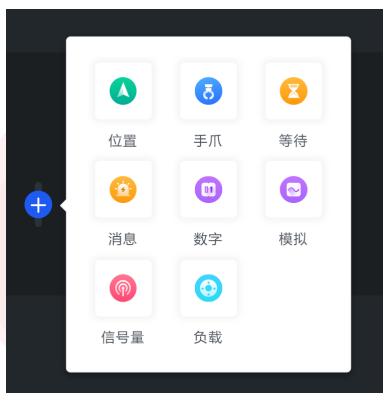 位置 手爪 等待
消息 数字 模拟
信号量 负载